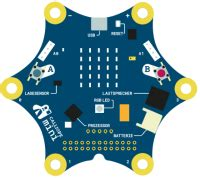 USB
RESET
A
B
LAGESENSOR
LAUTSPRECHER
RGB LED
PROZESSOR
BATTERIE
CALLIOPE
mini